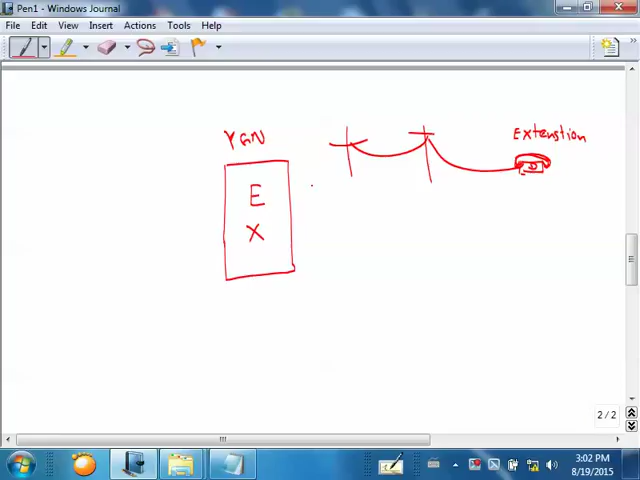 Pen1 - Windows Journal
File Edit View Insert Actions Tools Help
YGN
Extenstion
E
X
2 / 2
3:02 PM
8/19/2015